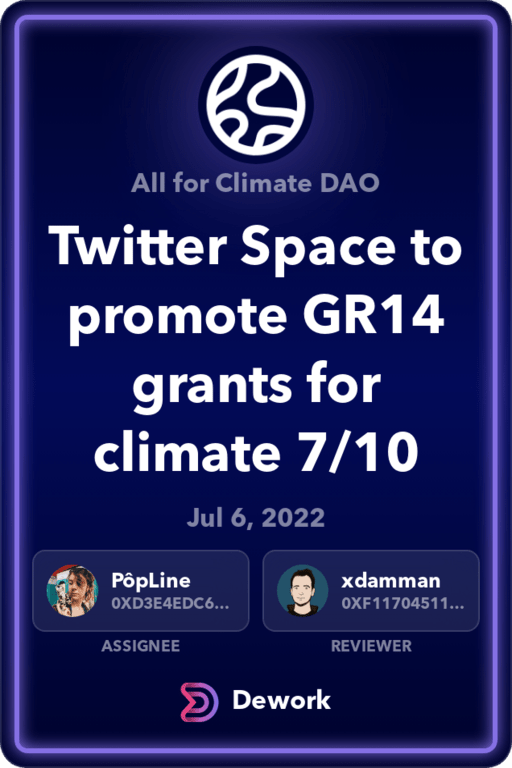 All for Climate DAO
Twitter Space to
promote GR14
grants for
climate 7/10
Jul 6, 2022
PôpLine
0XD3E4EDC6...
ASSIGNEE
xdamman
0XF11704511...
REVIEWER
Dework